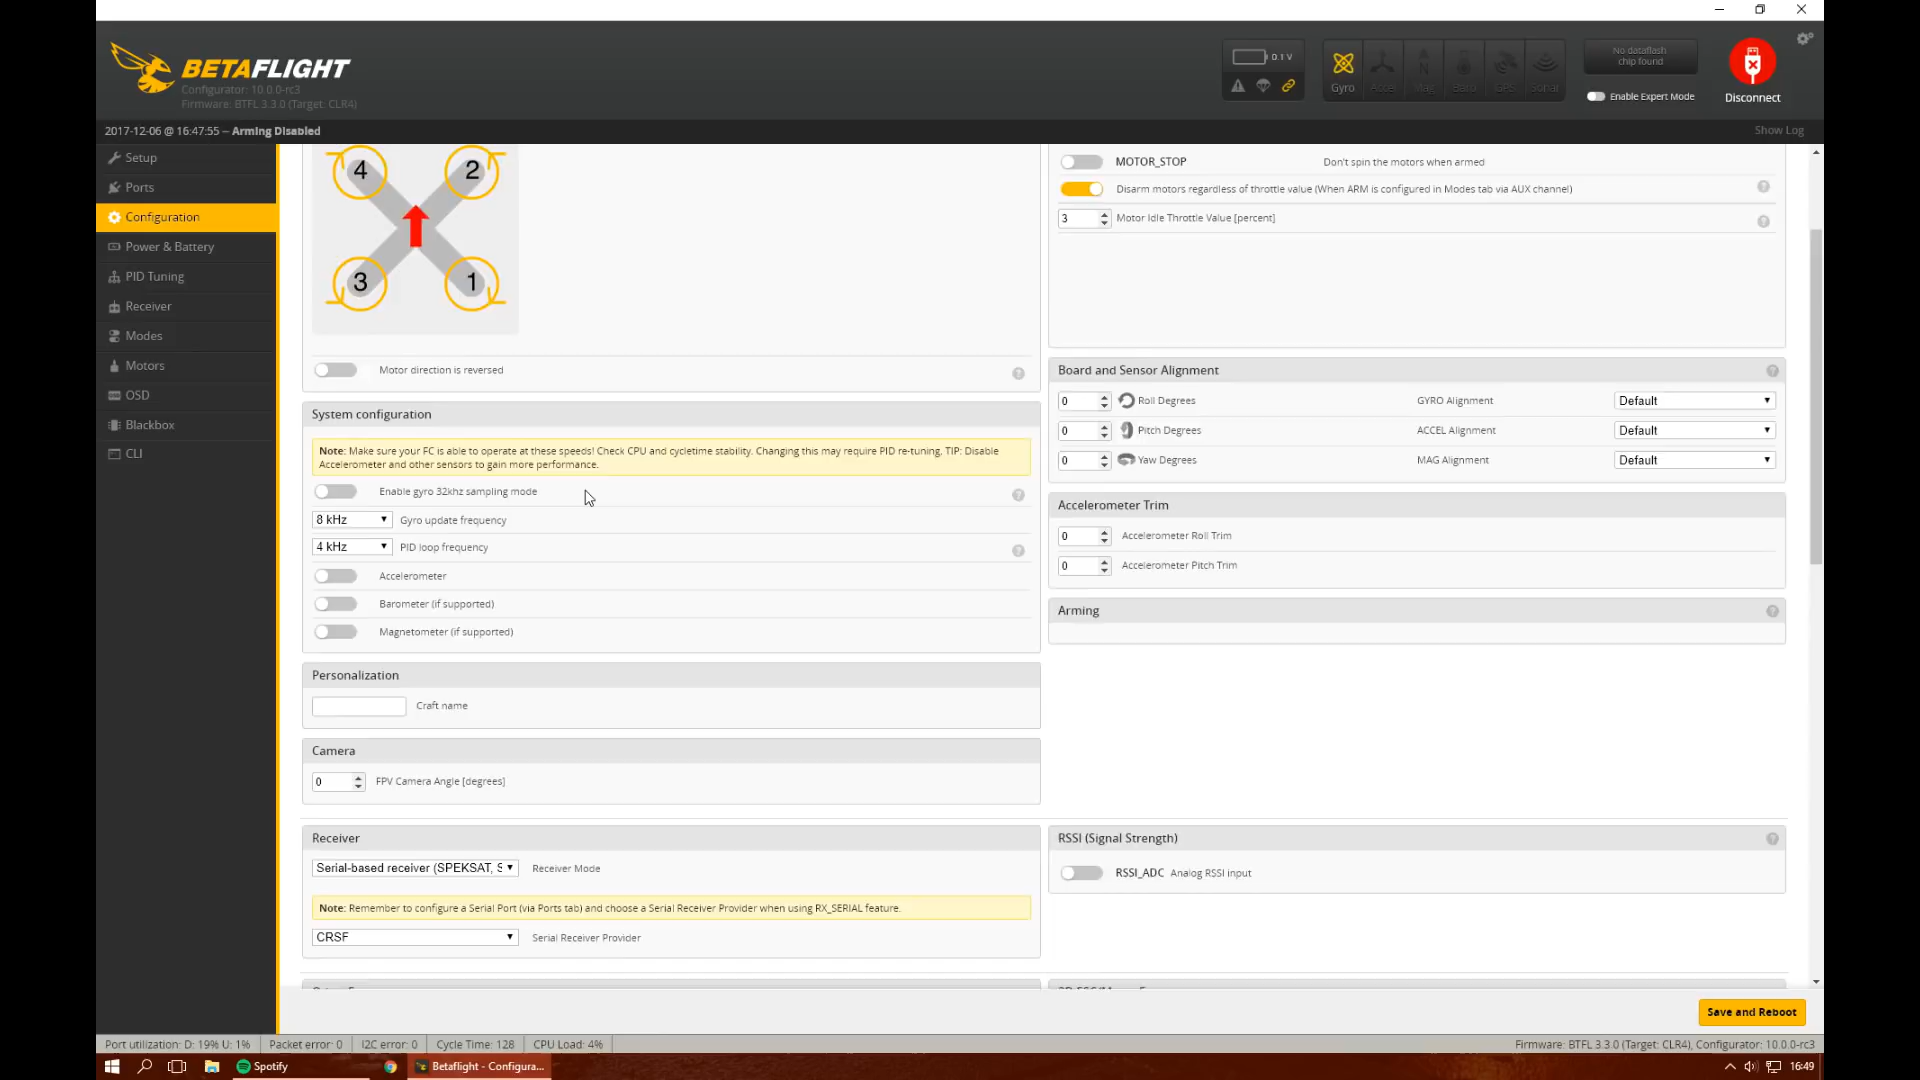 BETAFLIGHT
Configurator: 10.0.0-rc3
Firmware: BTFL 3.3.0 (Target: CLR4)
0.1 V
Gyro Accel Mag Baro GPS Sonar
No dataflash
chip found
Enable Expert Mode
Disconnect
2017-12-06 @ 16:47:55 -- Arming Disabled
Show Log
Setup
Ports
Configuration
Power & Battery
PID Tuning
Receiver
Modes
Motors
OSD
Blackbox
CLI
4 2
3 1
Motor direction is reversed
System configuration
Note: Make sure your FC is able to operate at these speeds! Check CPU and cycletime stability. Changing this may require PID re-tuning. TIP: Disable
Accelerometer and other sensors to gain more performance.
Enable gyro 32khz sampling mode
8 kHz Gyro update frequency
4 kHz PID loop frequency
Accelerometer
Barometer (if supported)
Magnetometer (if supported)
Personalization
Craft name
Camera
0 FPV Camera Angle [degrees]
Receiver
Serial-based receiver (SPEKSAT, S Receiver Mode
Note: Remember to configure a Serial Port (via Ports tab) and choose a Serial Receiver Provider when using RX_SERIAL feature.
CRSF Serial Receiver Provider
MOTOR_STOP Don't spin the motors when armed
Disarm motors regardless of throttle value (When ARM is configured in Modes tab via AUX channel)
3 Motor Idle Throttle Value [percent]
Board and Sensor Alignment
0 Roll Degrees GYRO Alignment Default
0 Pitch Degrees ACCEL Alignment Default
0 Yaw Degrees MAG Alignment Default
Accelerometer Trim
0 Accelerometer Roll Trim
0 Accelerometer Pitch Trim
Arming
RSSI (Signal Strength)
RSSI_ADC Analog RSSI input
Save and Reboot
Port utilization: D: 19% U: 1% Packet error: 0 I2C error: 0 Cycle Time: 128 CPU Load: 4%
Firmware: BTFL 3.3.0 (Target: CLR4), Configurator: 10.0.0-rc3
Spotify
Betaflight - Configura...
16:49